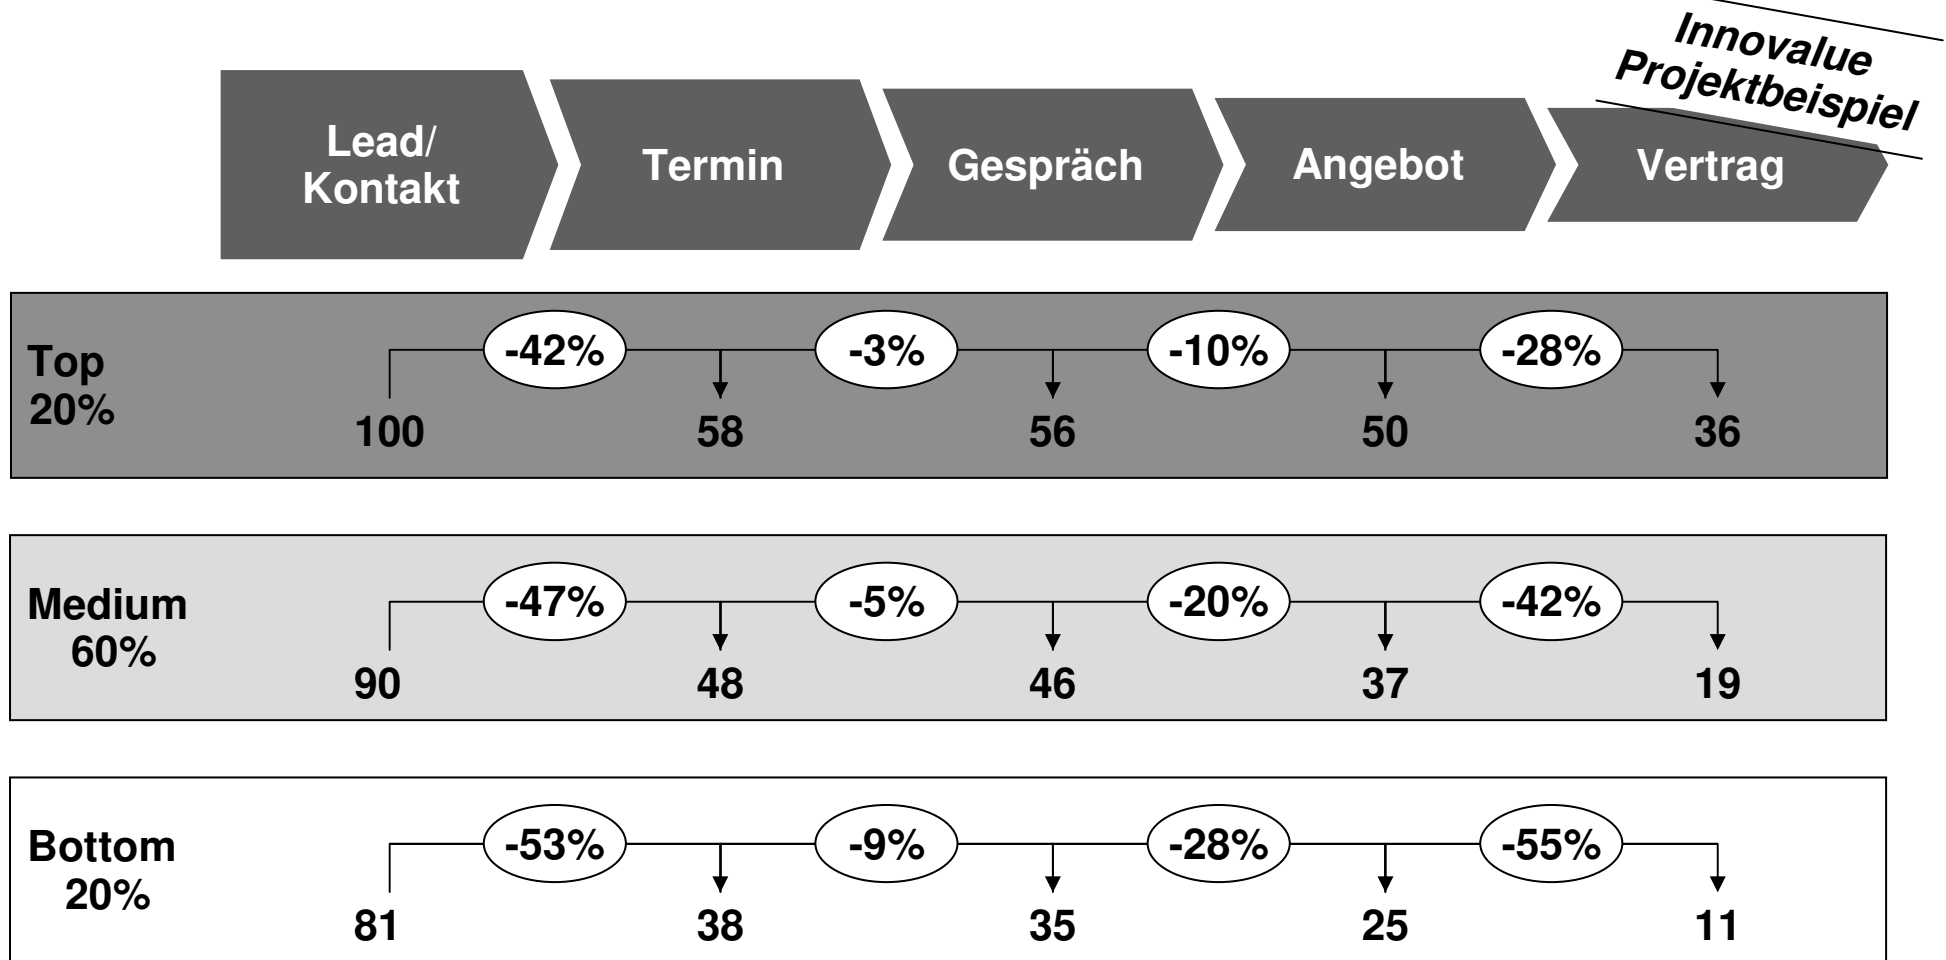 Innovalue
Projektbeispiel
Lead/
Kontakt
Termin
Gespräch
Angebot
Vertrag
Top
20%
-42%
-3%
-10%
-28%
100
58
56
50
36
Medium
60%
-47%
-5%
-20%
-42%
90
48
46
37
19
Bottom
20%
-53%
-9%
-28%
-55%
81
38
35
25
11